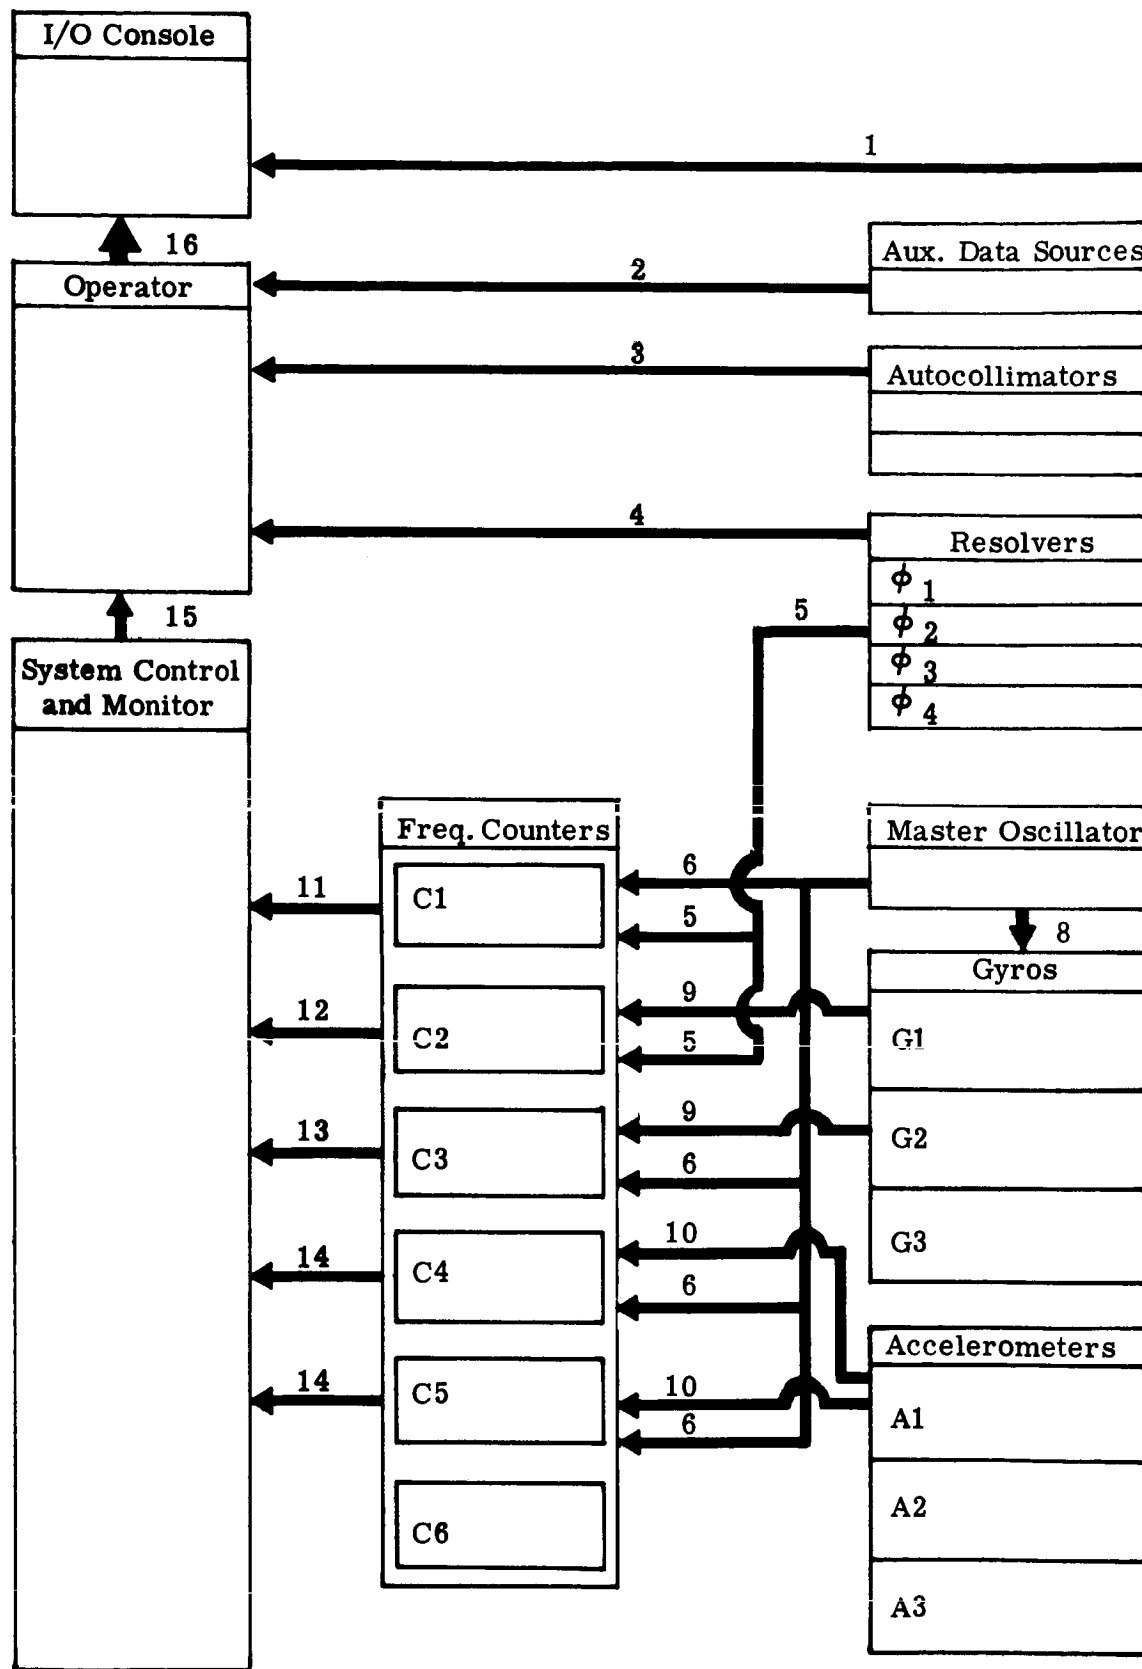 I/O Console
1
16
Aux. Data Sources
Operator
2
3
Autocollimators
4
Resolvers
ϕ 1
15
5
ϕ 2
System Control
and Monitor
ϕ 3
ϕ 4
Freq. Counters
Master Oscillator
6
11
C1
5
8
Gyros
9
12
C2
5
G1
9
13
C3
G2
6
10
G3
14
C4
6
Accelerometers
14
C5
10
A1
6
C6
A2
A3